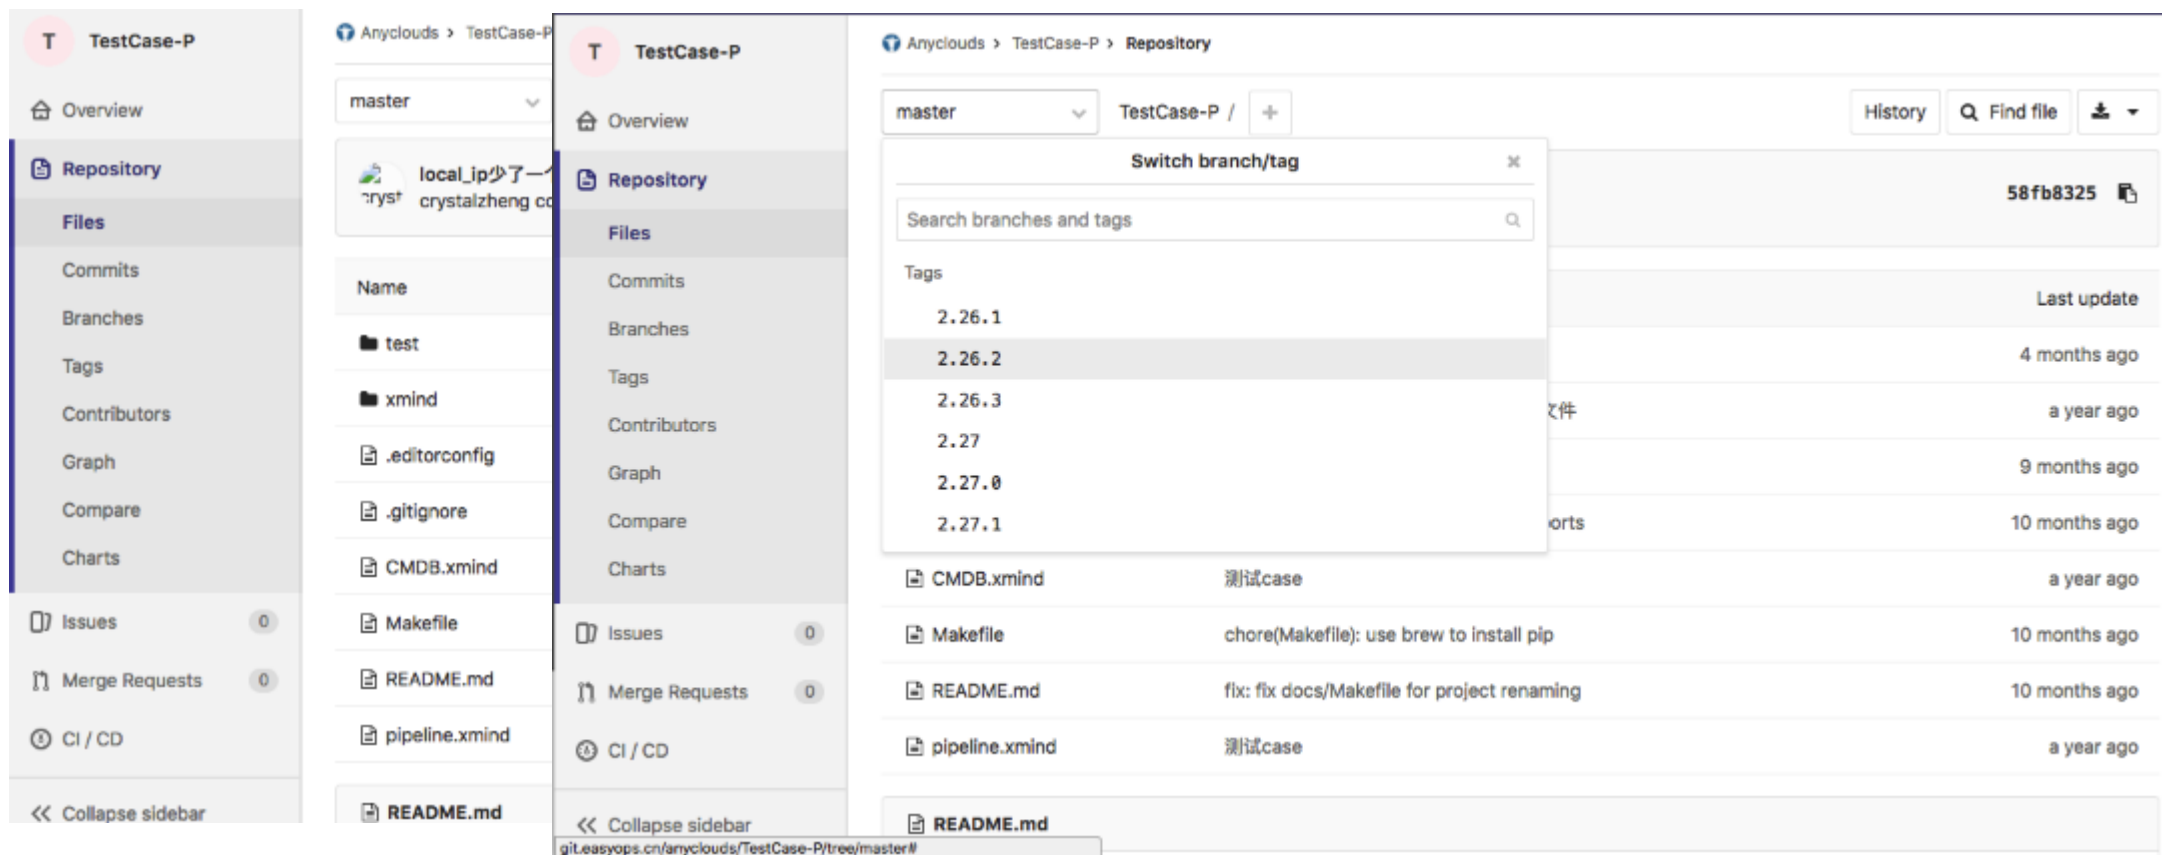 T TestCase-P
Overview
Repository
Files
Commits
Branches
Tags
Contributors
Graph
Compare
Charts
Issues 0
Merge Requests 0
CI / CD
Collapse sidebar
Anyclouds > TestCase-P
master
local_ip少了一个
cryst
crystalzheng co
Name
test
xmind
.editorconfig
.gitignore
CMDB.xmind
Makefile
README.md
pipeline.xmind
README.md
T TestCase-P
Overview
Repository
Files
Commits
Branches
Tags
Contributors
Graph
Compare
Charts
Issues 0
Merge Requests 0
CI / CD
Collapse sidebar
git.easyops.cn/anyclouds/TestCase-P/tree/master#
Anyclouds > TestCase-P > Repository
master TestCase-P / + History Find file
Switch branch/tag
Search branches and tags
Tags
2.26.1
2.26.2
2.26.3
2.27
2.27.0
2.27.1
58fb8325
Last update
4 months ago
文件 a year ago
9 months ago
orts 10 months ago
CMDB.xmind 测试case a year ago
Makefile chore(Makefile): use brew to install pip 10 months ago
README.md fix: fix docs/Makefile for project renaming 10 months ago
pipeline.xmind 测试case a year ago
README.md